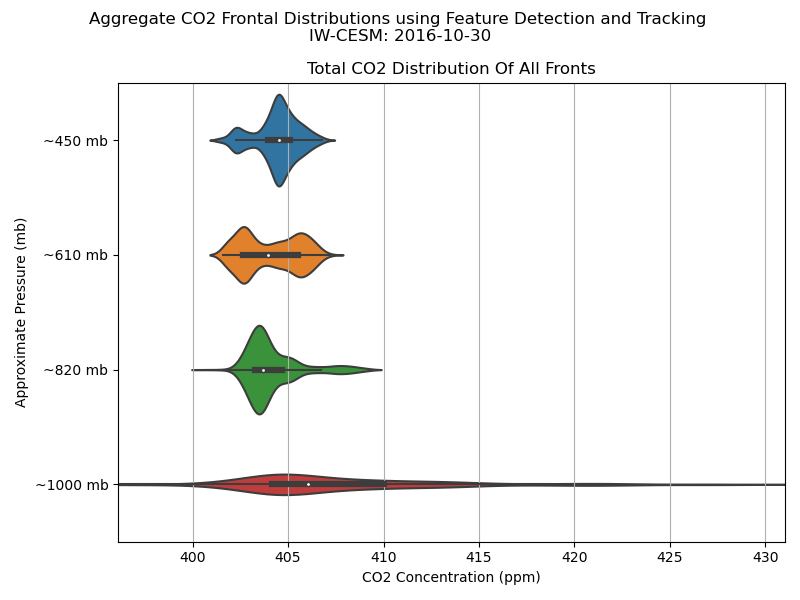 Aggregate CO2 Frontal Distributions using Feature Detection and Tracking
IW-CESM: 2016-10-30
Total CO2 Distribution Of All Fronts
Approximate Pressure (mb)
~450 mb
~610 mb
~820 mb
~1000 mb
400 405 410 415 420 425 430
CO2 Concentration (ppm)